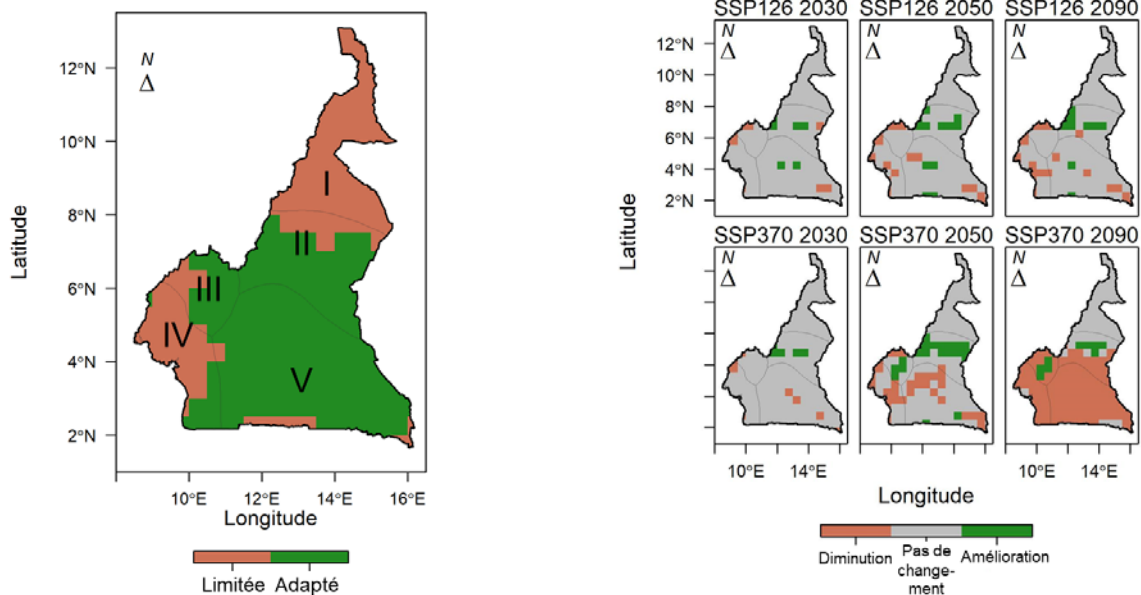 12°N
10°N
8°N
6°N
4°N
2°N
Latitude
N
Δ
I
II
III
IV
V
10°E 12°E 14°E 16°E
Longitude
Limitée Adapté
SSP126 2030 SSP126 2050 SSP126 2090
N N N
Δ Δ Δ
12°N
10°N
8°N
6°N
4°N
2°N
Latitude
SSP370 2030 SSP370 2050 SSP370 2090
N N N
Δ Δ Δ
10°E 14°E 10°E 14°E 10°E 14°E
Longitude
Diminution Pas de Amélioration
change-
ment